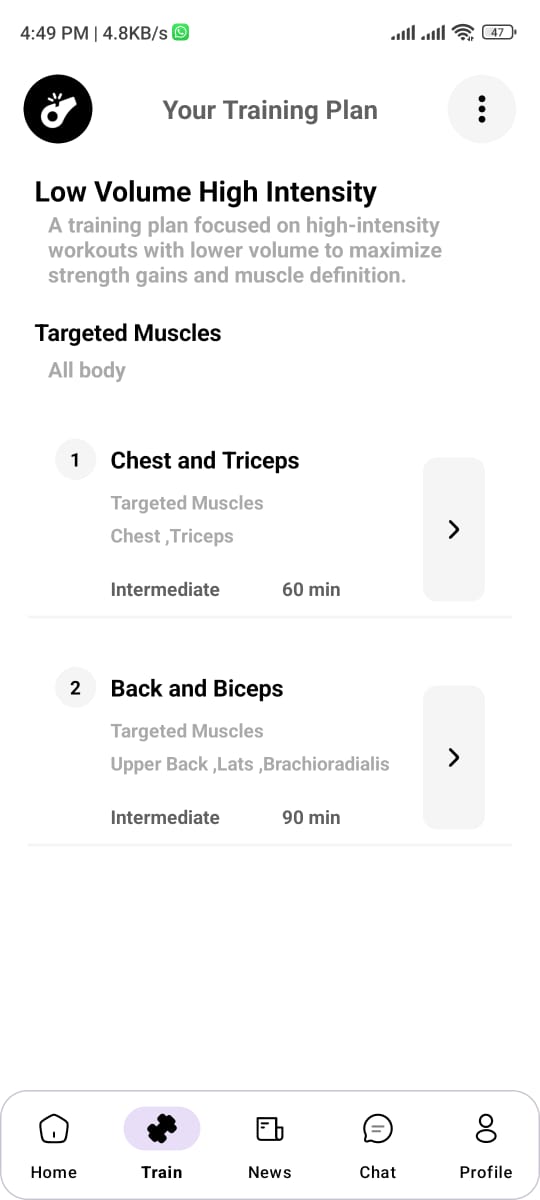 4:49 PM | 4.8KB/s
47
Your Training Plan
Low Volume High Intensity
A training plan focused on high-intensity
workouts with lower volume to maximize
strength gains and muscle definition.
Targeted Muscles
All body
1 Chest and Triceps
Targeted Muscles
Chest ,Triceps
Intermediate 60 min
2 Back and Biceps
Targeted Muscles
Upper Back ,Lats ,Brachioradialis
Intermediate 90 min
Home Train News Chat Profile